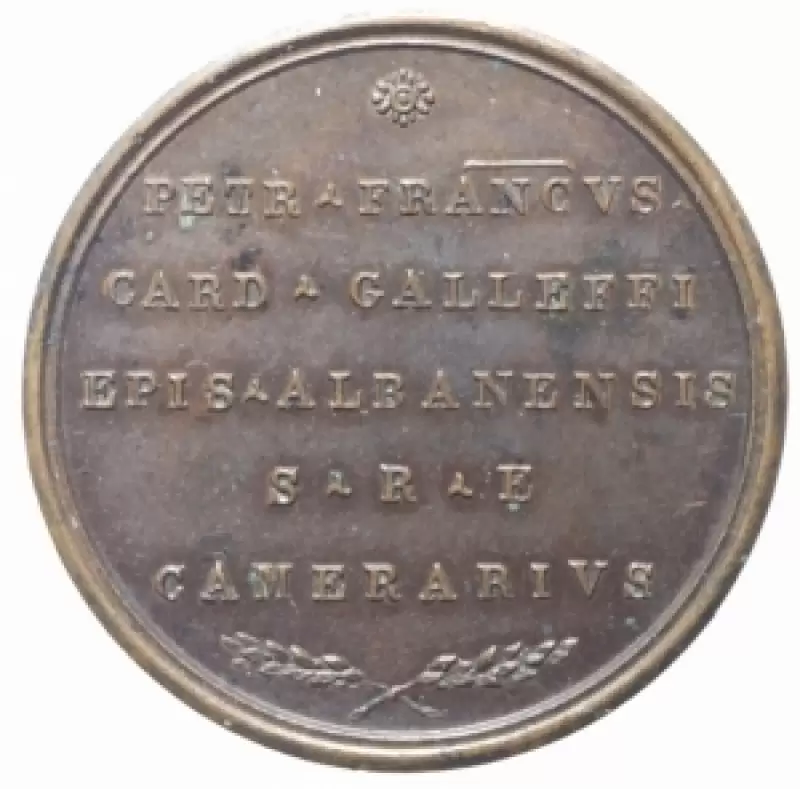 PETR▴FRANCVS▴
CARD▴GALLEFFI
EPIS▴ALBANENSIS
S▴R▴E
CAMERARIVS